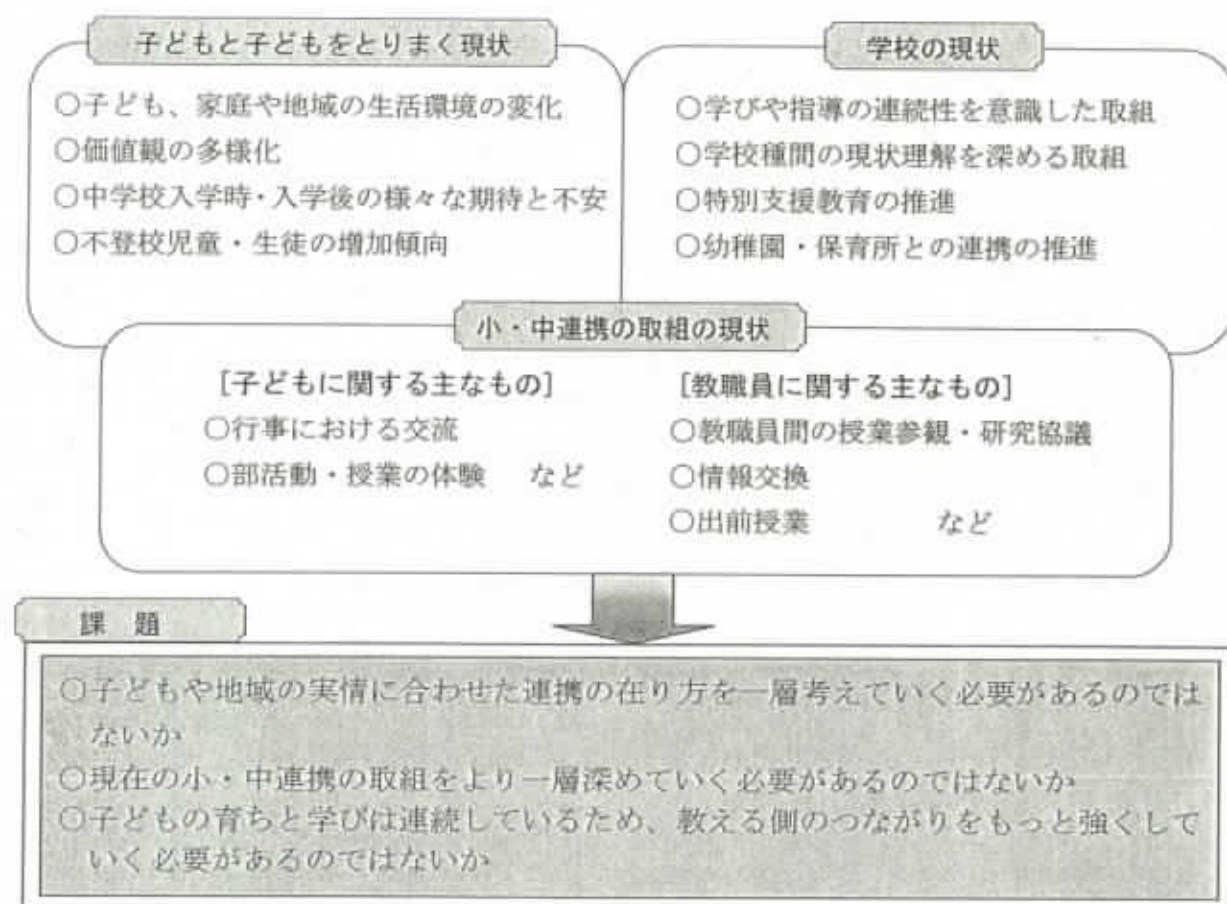 子どもと子どもをとりまく現状
○子ども、家庭や地域の生活環境の変化
○価値観の多様化
○中学校入学時・入学後の様々な期待と不安
○不登校児童・生徒の増加傾向
学校の現状
○学びや指導の連続性を意識した取組
○学校種間の現状理解を深める取組
○特別支援教育の推進
○幼稚園・保育所との連携の推進
小・中連携の取組の現状
［子どもに関する主なもの］
○行事における交流
○部活動・授業の体験　など
［教職員に関する主なもの］
○教職員間の授業参観・研究協議
○情報交換
○出前授業　　　など
課　題
○子どもや地域の実情に合わせた連携の在り方を一層考えていく必要があるのでは
ないか
○現在の小・中連携の取組をより一層深めていく必要があるのではないか
○子どもの育ちと学びは連続しているため、教える側のつながりをもっと強くして
いく必要があるのではないか